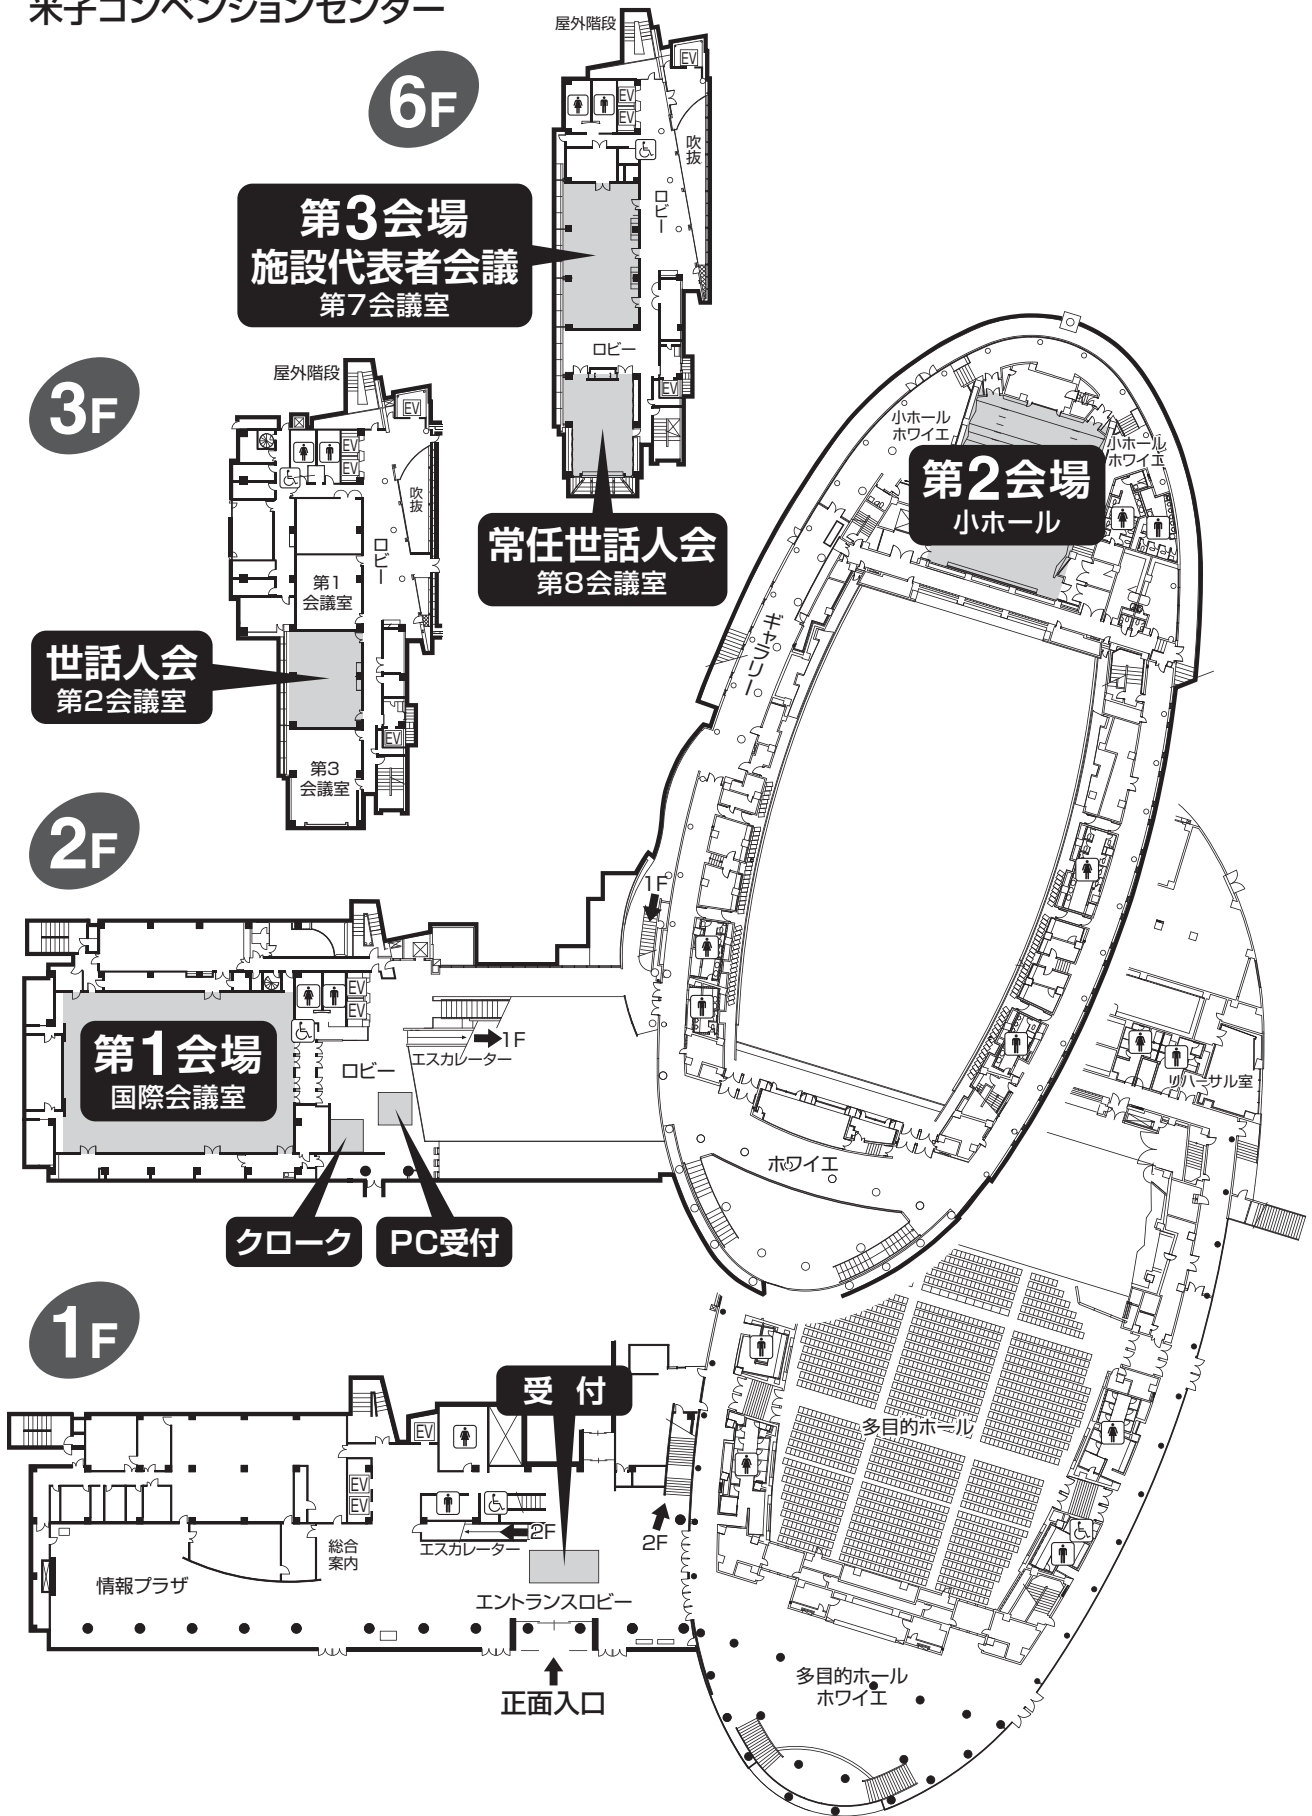 米子コンベンションセンター
6F
屋外階段
EV
EV
EV
吹抜
ロビー
第3会場
施設代表者会議
第7会議室
ロビー
EV
常任世話人会
第8会議室
3F
屋外階段
EV
EV
EV
吹抜
ロビー
第1
会議室
世話人会
第2会議室
EV
第3
会議室
小ホール
ホワイエ
小ホール
ホワイエ
第2会場
小ホール
ギャラリー
2F
1F
EV
EV
第1会場
国際会議室
ロビー
1F
エスカレーター
クローク
PC受付
ホワイエ
リハーサル室
1F
受付
EV
EV
EV
2F
エスカレーター
2F
総合
案内
情報プラザ
エントランスロビー
正面入口
多目的ホール
多目的ホール
ホワイエ